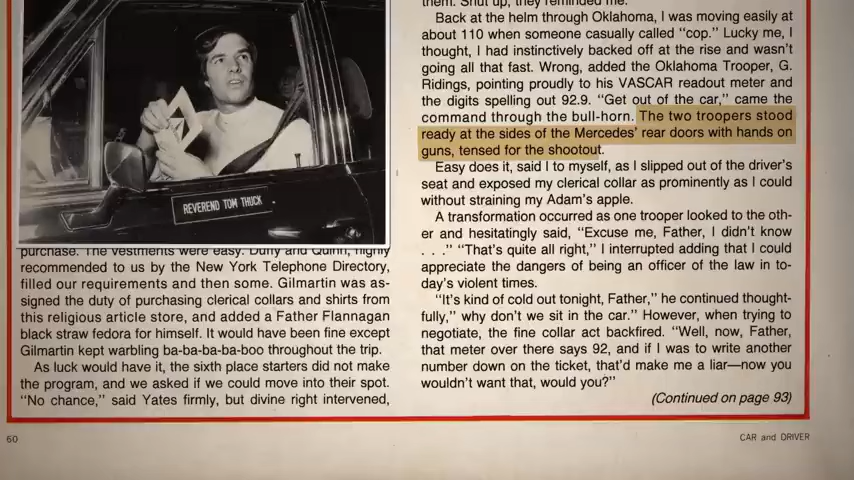 REVEREND TOM THUCK
purchase. The vestments were easy. Duffy and Quinn, highly
recommended to us by the New York Telephone Directory,
filled our requirements and then some. Gilmartin was as-
signed the duty of purchasing clerical collars and shirts from
this religious article store, and added a Father Flannagan
black straw fedora for himself. It would have been fine except
Gilmartin kept warbling ba-ba-ba-ba-boo throughout the trip.
As luck would have it, the sixth place starters did not make
the program, and we asked if we could move into their spot.
"No chance," said Yates firmly, but divine right intervened,
them. Shut up, they reminded me.
Back at the helm through Oklahoma, I was moving easily at
about 110 when someone casually called "cop." Lucky me, I
thought, I had instinctively backed off at the rise and wasn't
going all that fast. Wrong, added the Oklahoma Trooper, G.
Ridings, pointing proudly to his VASCAR readout meter and
the digits spelling out 92.9. "Get out of the car," came the
command through the bull-horn. The two troopers stood
ready at the sides of the Mercedes' rear doors with hands on
guns, tensed for the shootout.
Easy does it, said I to myself, as I slipped out of the driver's
seat and exposed my clerical collar as prominently as I could
without straining my Adam's apple.
A transformation occurred as one trooper looked to the oth-
er and hesitatingly said, "Excuse me, Father, I didn't know
. . ." "That's quite all right," I interrupted adding that I could
appreciate the dangers of being an officer of the law in to-
day's violent times.
"It's kind of cold out tonight, Father," he continued thought-
fully," why don't we sit in the car." However, when trying to
negotiate, the fine collar act backfired. "Well, now, Father,
that meter over there says 92, and if I was to write another
number down on the ticket, that'd make me a liar—now you
wouldn't want that, would you?"
(Continued on page 93)
60
CAR and DRIVER